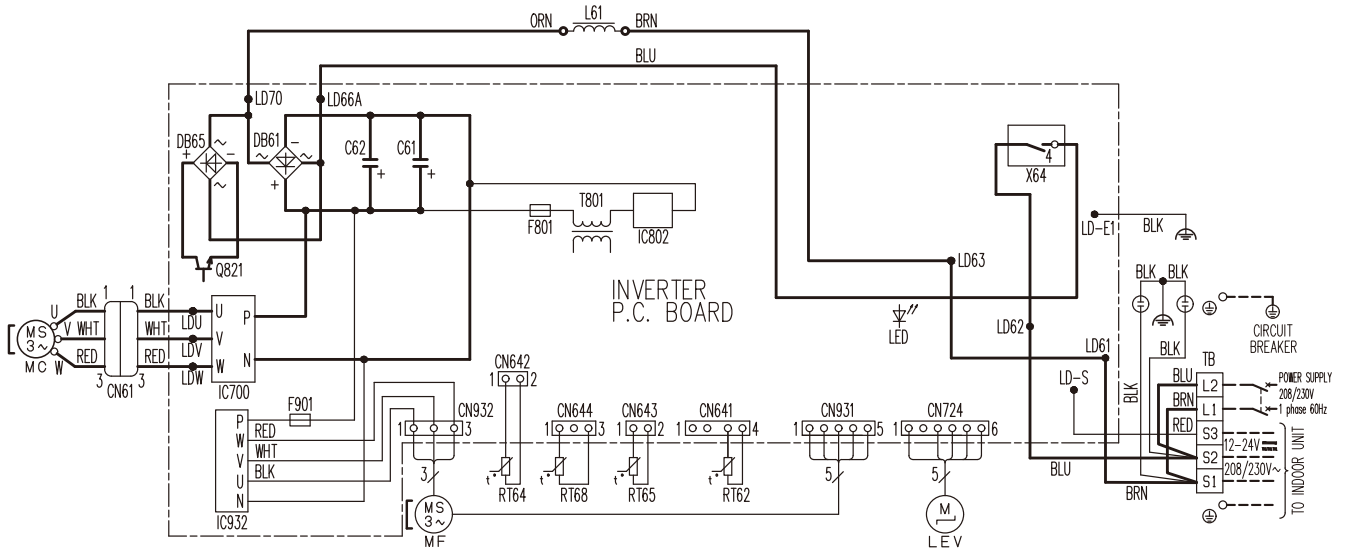 ORN L61 BRN
BLU
LD70 LD66A
DB65 ~ - + ~
DB61 - ~ ~ +
C62 +
C61 +
4
X64
F801 T801 IC802
LD-E1 BLK
Q821
INVERTER
P.C. BOARD
LED
LD63
LD62
LD61
LD-S
BLK BLK
BLK
BLK
CIRCUIT
BREAKER
MS
3~
MC
U V W
BLK WHT RED
1 1
3 3
CN61
BLK WHT RED
LDU LDV LDW
U V W P N
IC700
P W V U N
IC932
F901
RED
WHT
BLK
CN932
1 3
3
MS
3~
MF
CN642
1 2
t° RT64
CN644
1 3
t° RT68
CN643
1 2
t° RT65
CN641
1 4
t° RT62
CN931
1 5
5
CN724
1 6
5
M
LEV
BLU
BRN
TB
BLU L2
BRN L1
RED S3
S2
S1
POWER SUPPLY
208/230V
1 phase 60Hz
12-24V
208/230V~
TO INDOOR UNIT